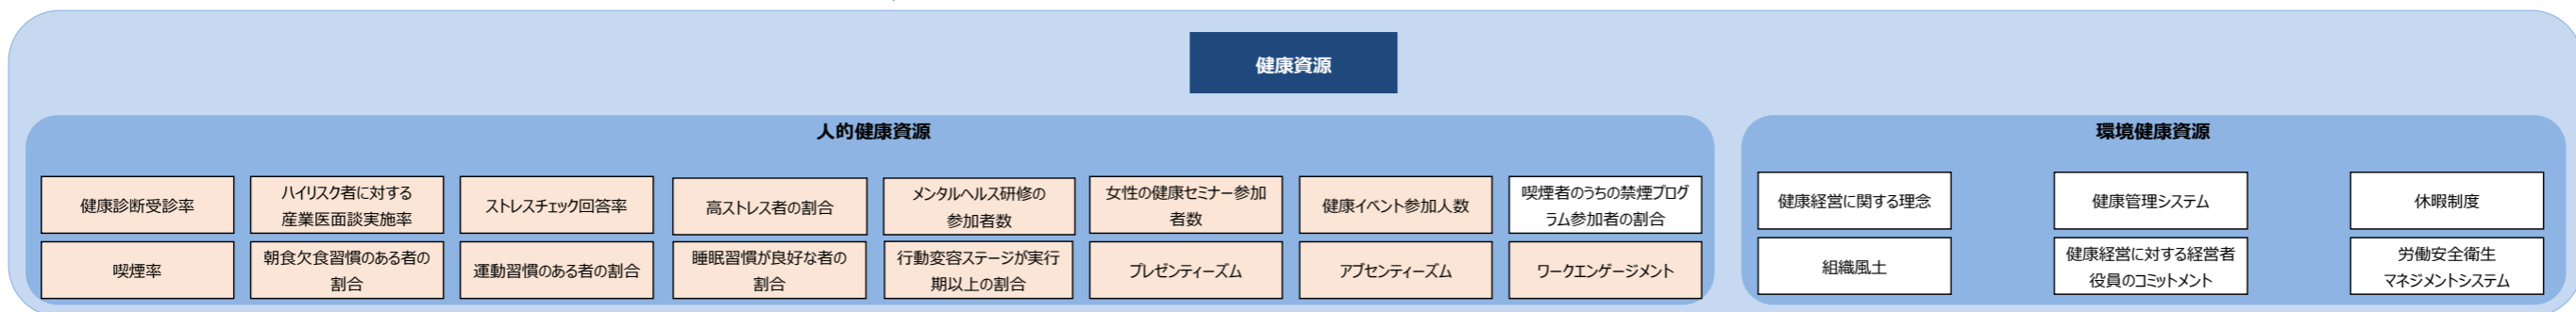 健康資源
人的健康資源
健康診断受診率
ハイリスク者に対する
産業医面談実施率
ストレスチェック回答率
高ストレス者の割合
メンタルヘルス研修の
参加者数
女性の健康セミナー参加
者数
健康イベント参加人数
喫煙者のうちの禁煙プログ
ラム参加者の割合
喫煙率
朝食欠食習慣のある者の
割合
運動習慣のある者の割合
睡眠習慣が良好な者の
割合
行動変容ステージが実行
期以上の割合
プレゼンティーズム
アブセンティーズム
ワークエンゲージメント
環境健康資源
健康経営に関する理念
健康管理システム
休暇制度
組織風土
健康経営に対する経営者
役員のコミットメント
労働安全衛生
マネジメントシステム